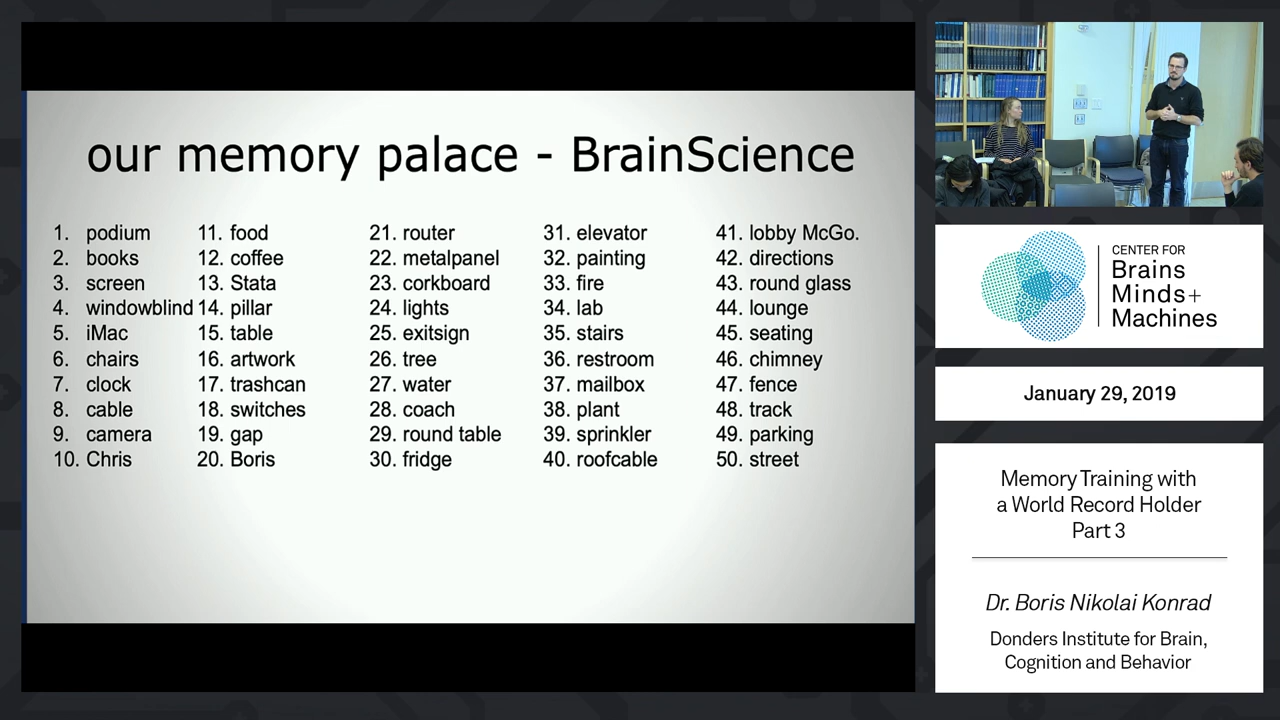 our memory palace - BrainScience
1. podium
2. books
3. screen
4. windowblind
5. iMac
6. chairs
7. clock
8. cable
9. camera
10. Chris
11. food
12. coffee
13. Stata
14. pillar
15. table
16. artwork
17. trashcan
18. switches
19. gap
20. Boris
21. router
22. metalpanel
23. corkboard
24. lights
25. exitsign
26. tree
27. water
28. coach
29. round table
30. fridge
31. elevator
32. painting
33. fire
34. lab
35. stairs
36. restroom
37. mailbox
38. plant
39. sprinkler
40. roofcable
41. lobby McGo.
42. directions
43. round glass
44. lounge
45. seating
46. chimney
47. fence
48. track
49. parking
50. street
CENTER FOR
Brains
Minds+
Machines
January 29, 2019
Memory Training with
a World Record Holder
Part 3
Dr. Boris Nikolai Konrad
Donders Institute for Brain,
Cognition and Behavior